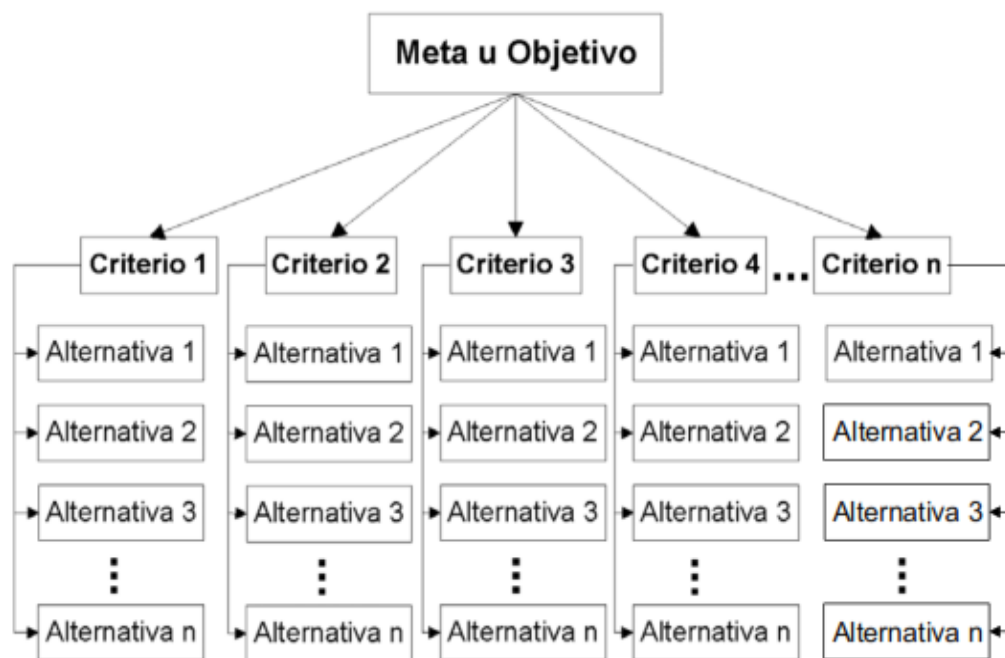 Meta u Objetivo
Criterio 1 Criterio 2 Criterio 3 Criterio 4 ... Criterio n
Alternativa 1 Alternativa 1 Alternativa 1 Alternativa 1 Alternativa 1
Alternativa 2 Alternativa 2 Alternativa 2 Alternativa 2 Alternativa 2
Alternativa 3 Alternativa 3 Alternativa 3 Alternativa 3 Alternativa 3
Alternativa n Alternativa n Alternativa n Alternativa n Alternativa n